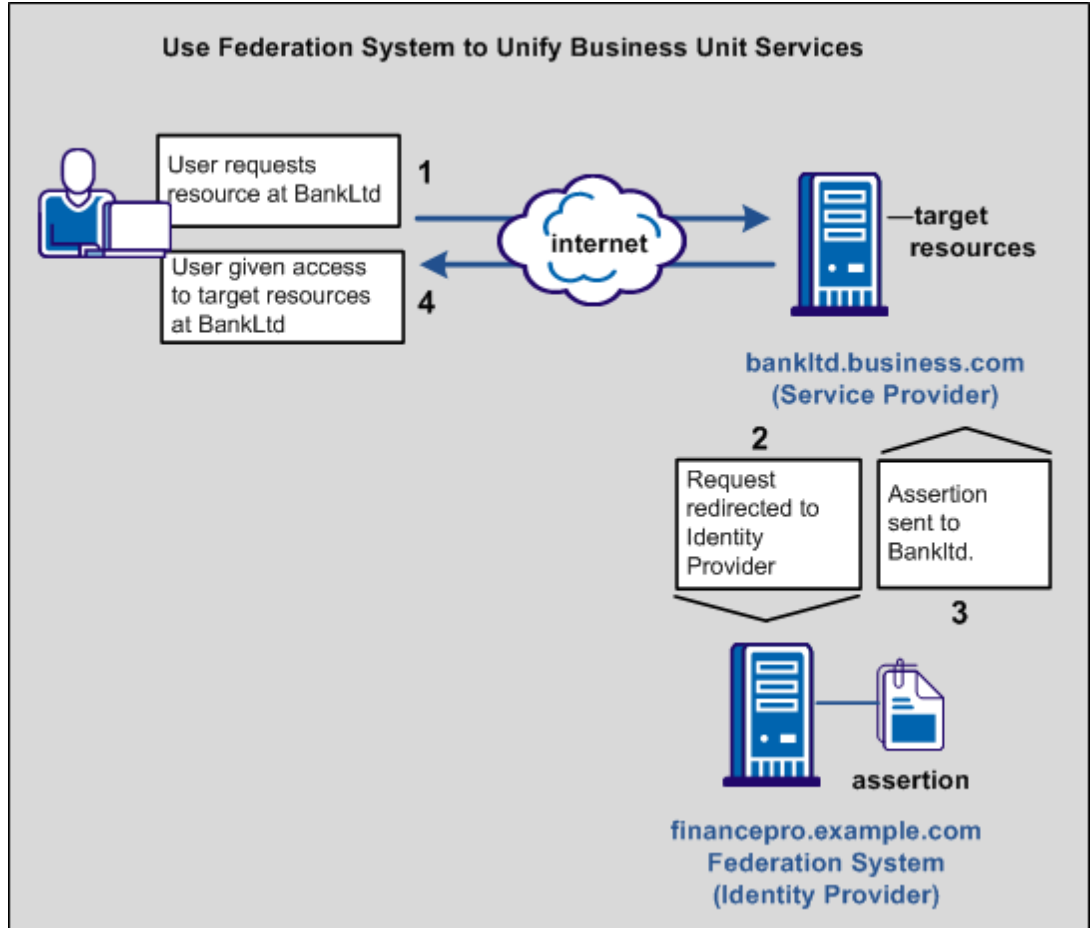 Use Federation System to Unify Business Unit Services
User requests
resource at BankLtd
1
internet
target
resources
User given access
to target resources
at BankLtd
4
bankltd.business.com
(Service Provider)
2
Request
redirected to
Identity
Provider
Assertion
sent to
Bankltd.
3
assertion
financepro.example.com
Federation System
(Identity Provider)